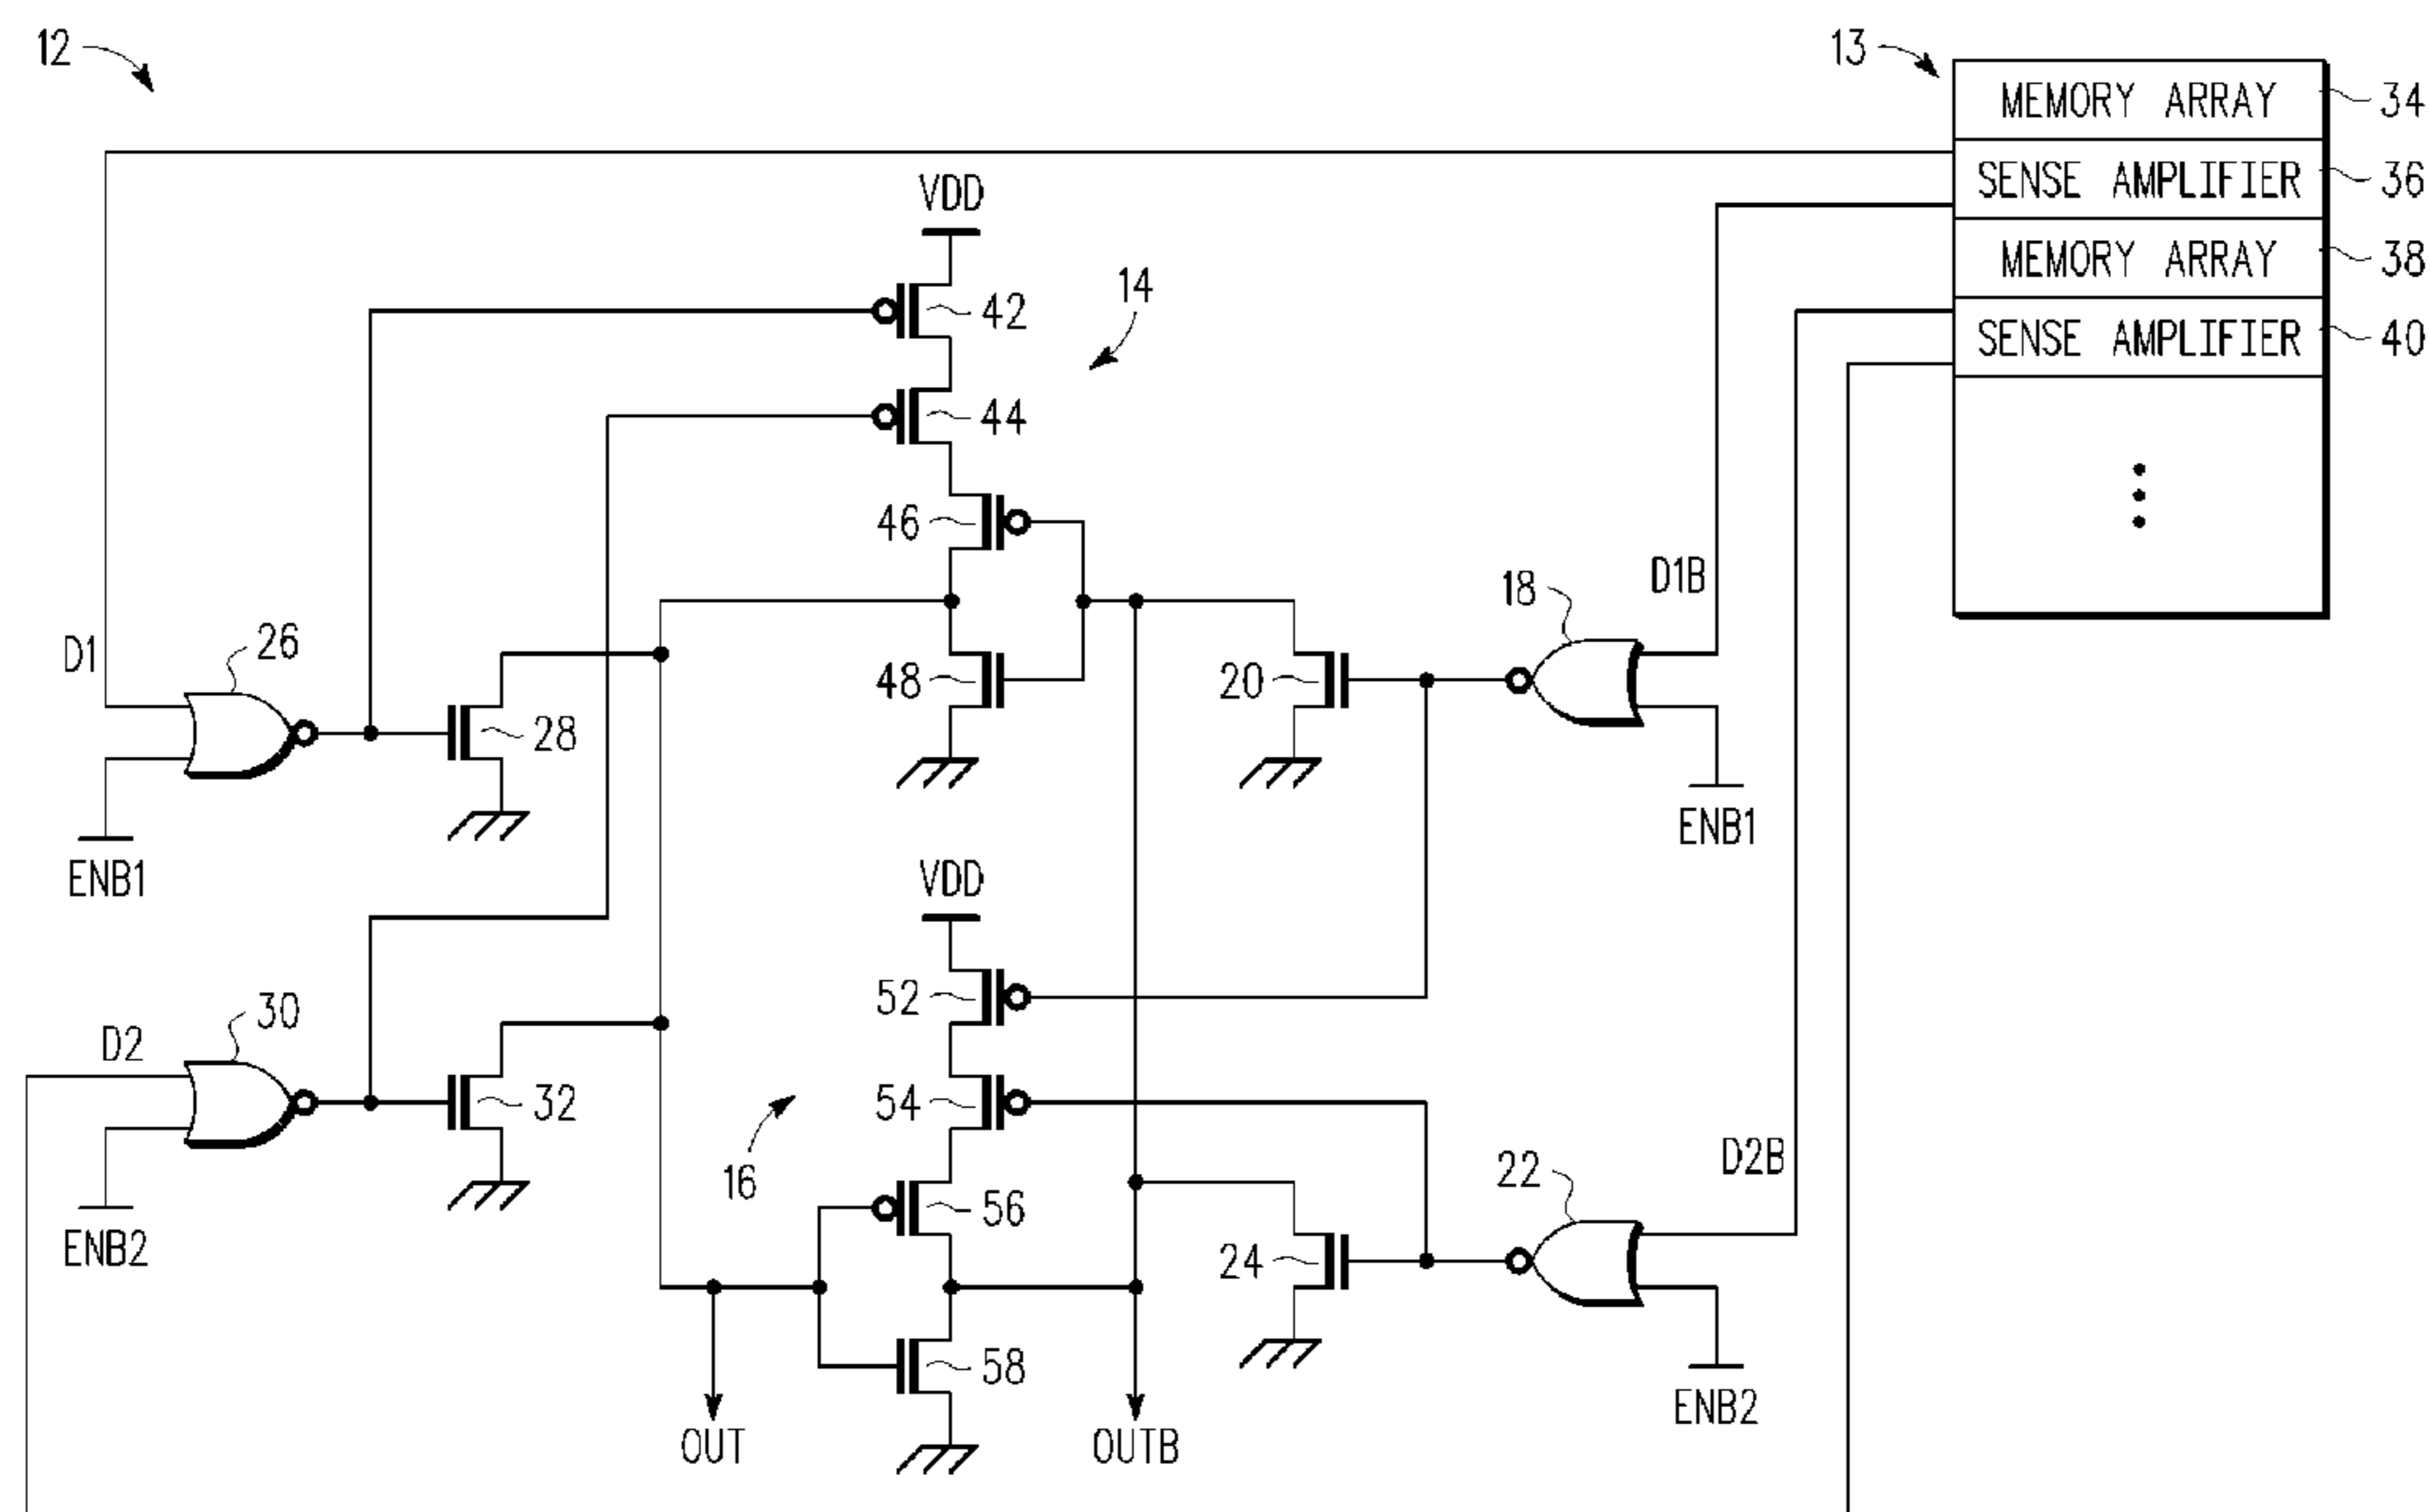 12
13
MEMORY ARRAY 34
SENSE AMPLIFIER 36
VDD
MEMORY ARRAY 38
14
42
SENSE AMPLIFIER 40
44
46
D1B
18
26
D1
48
20
28
ENB1
ENB1
VDD
52
30
D2
54
32
D2B
16
22
56
ENB2
24
58
ENB2
OUT
OUTB